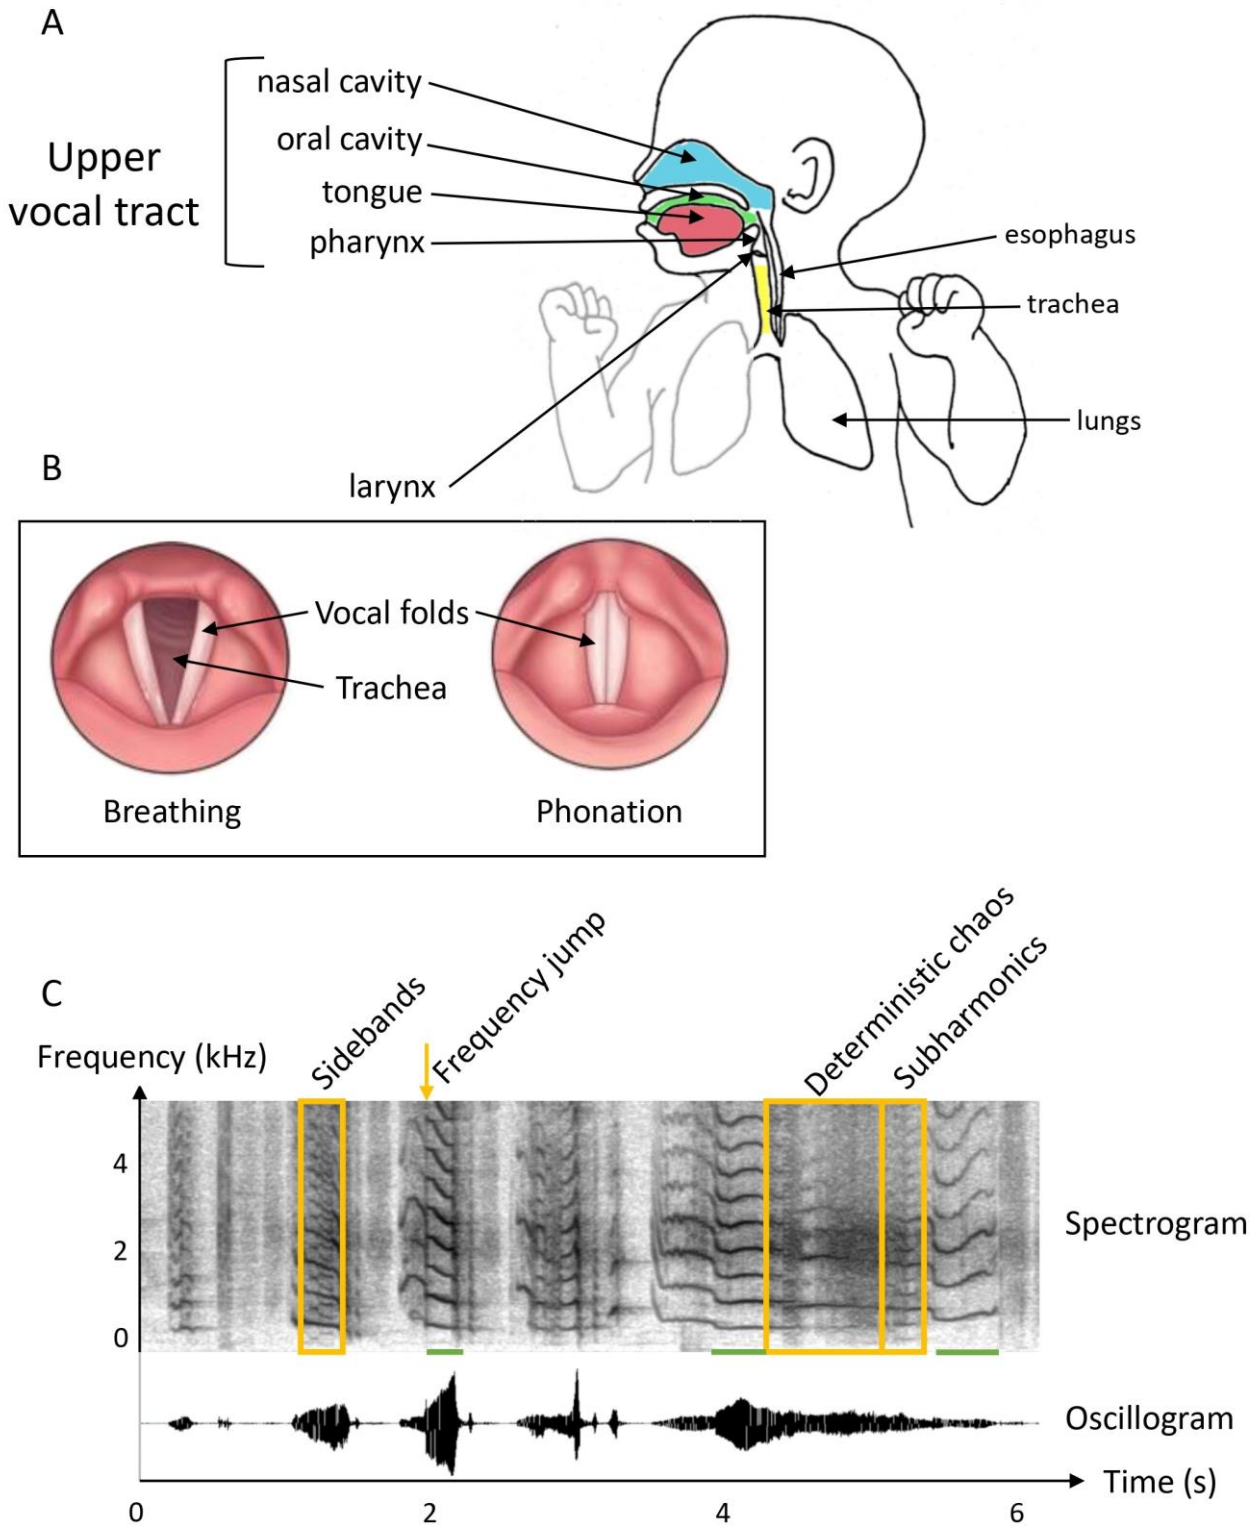 A
nasal cavity
oral cavity
tongue
pharynx
Upper
vocal tract
esophagus
trachea
lungs
larynx
B
Vocal folds
Trachea
Breathing
Phonation
C
Frequency (kHz)
Sidebands
Frequency jump
Deterministic chaos
Subharmonics
4
2
0
Spectrogram
Oscillogram
Time (s)
0 2 4 6